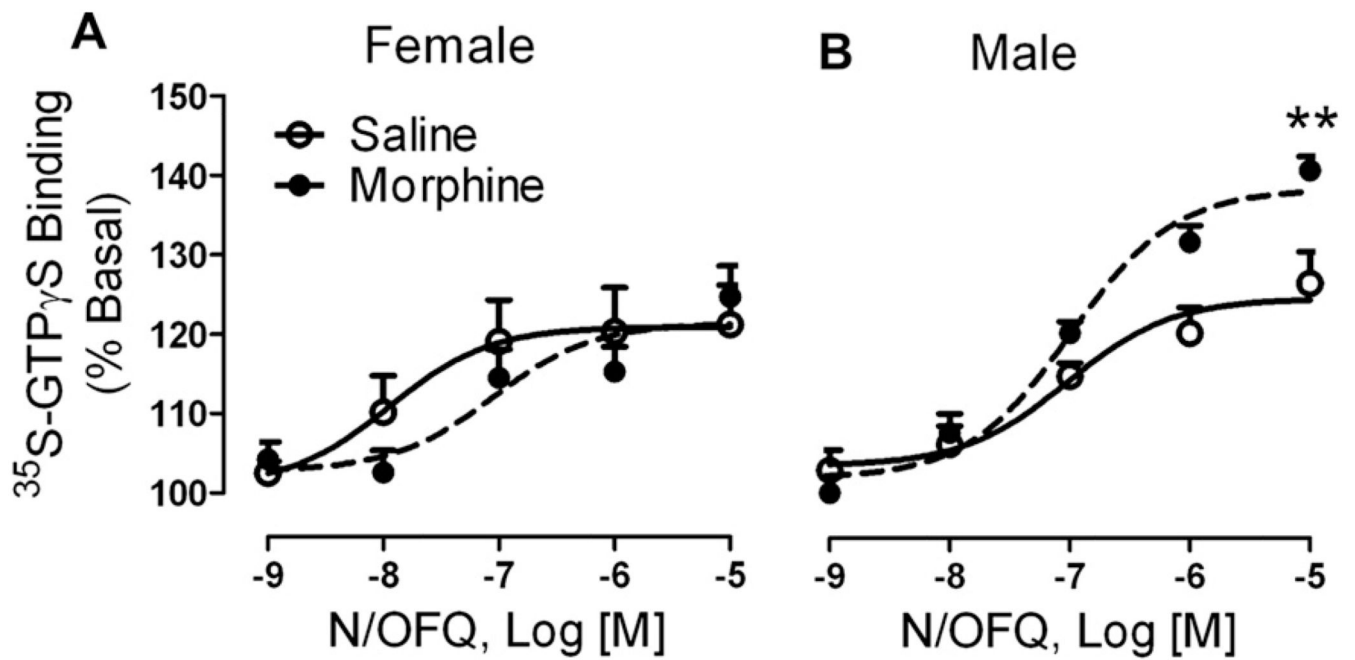 A
Female
B
Male
150
140
130
120
110
100
³⁵S-GTPγS Binding
(% Basal)
Saline
Morphine
**
-9
-8
-7
-6
-5
-9
-8
-7
-6
-5
N/OFQ, Log [M]
N/OFQ, Log [M]